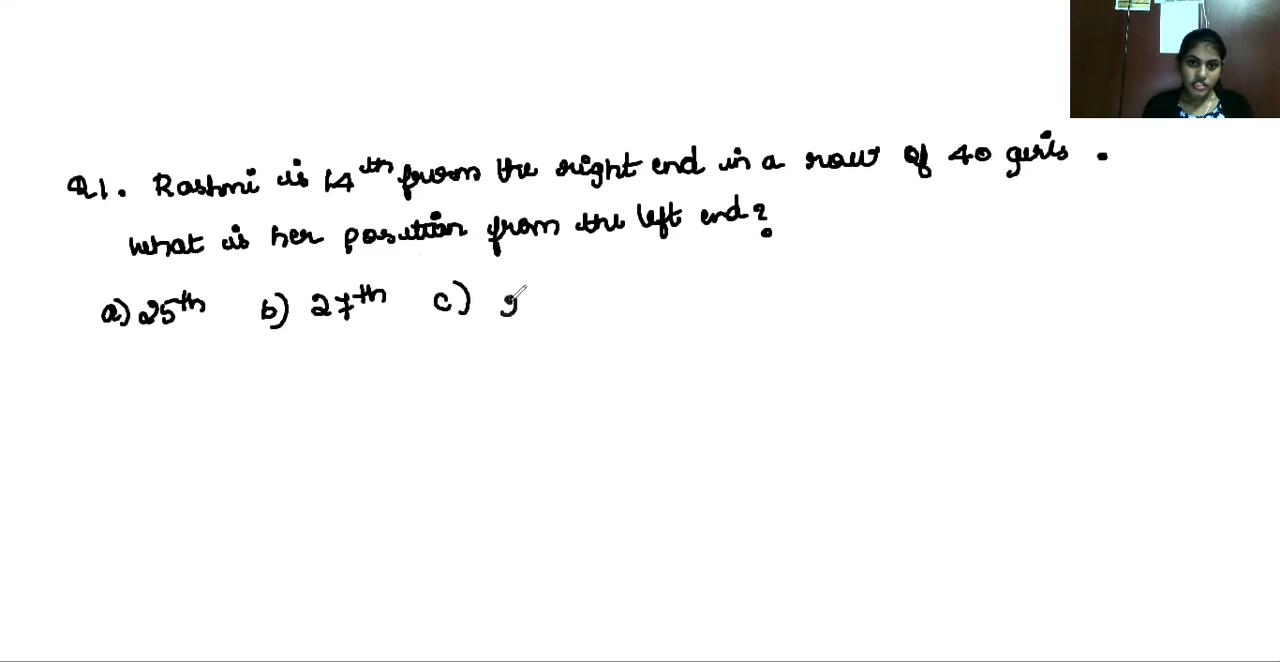 Q1. Rashmi is 14th from the right end in a row of 40 girls.
What is her position from the left end?
a) 25th b) 27th c)